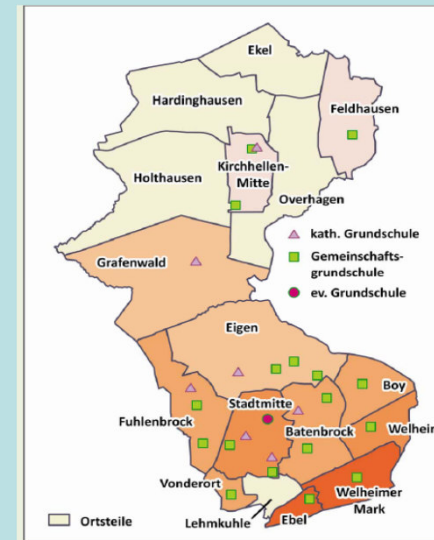 Ekel
Hardinghausen
Feldhausen
Kirchhellen-
Mitte
Holthausen
Overhagen
kath. Grundschule
Grafenwald
Gemeinschafts-
grundschule
ev. Grundschule
Eigen
Boy
Stadtmitte
Fuhlenbrock
Batenbrock
Welhei
Vonderort
Welheimer
Mark
Ortsteile
Lehmkuhle
Ebel